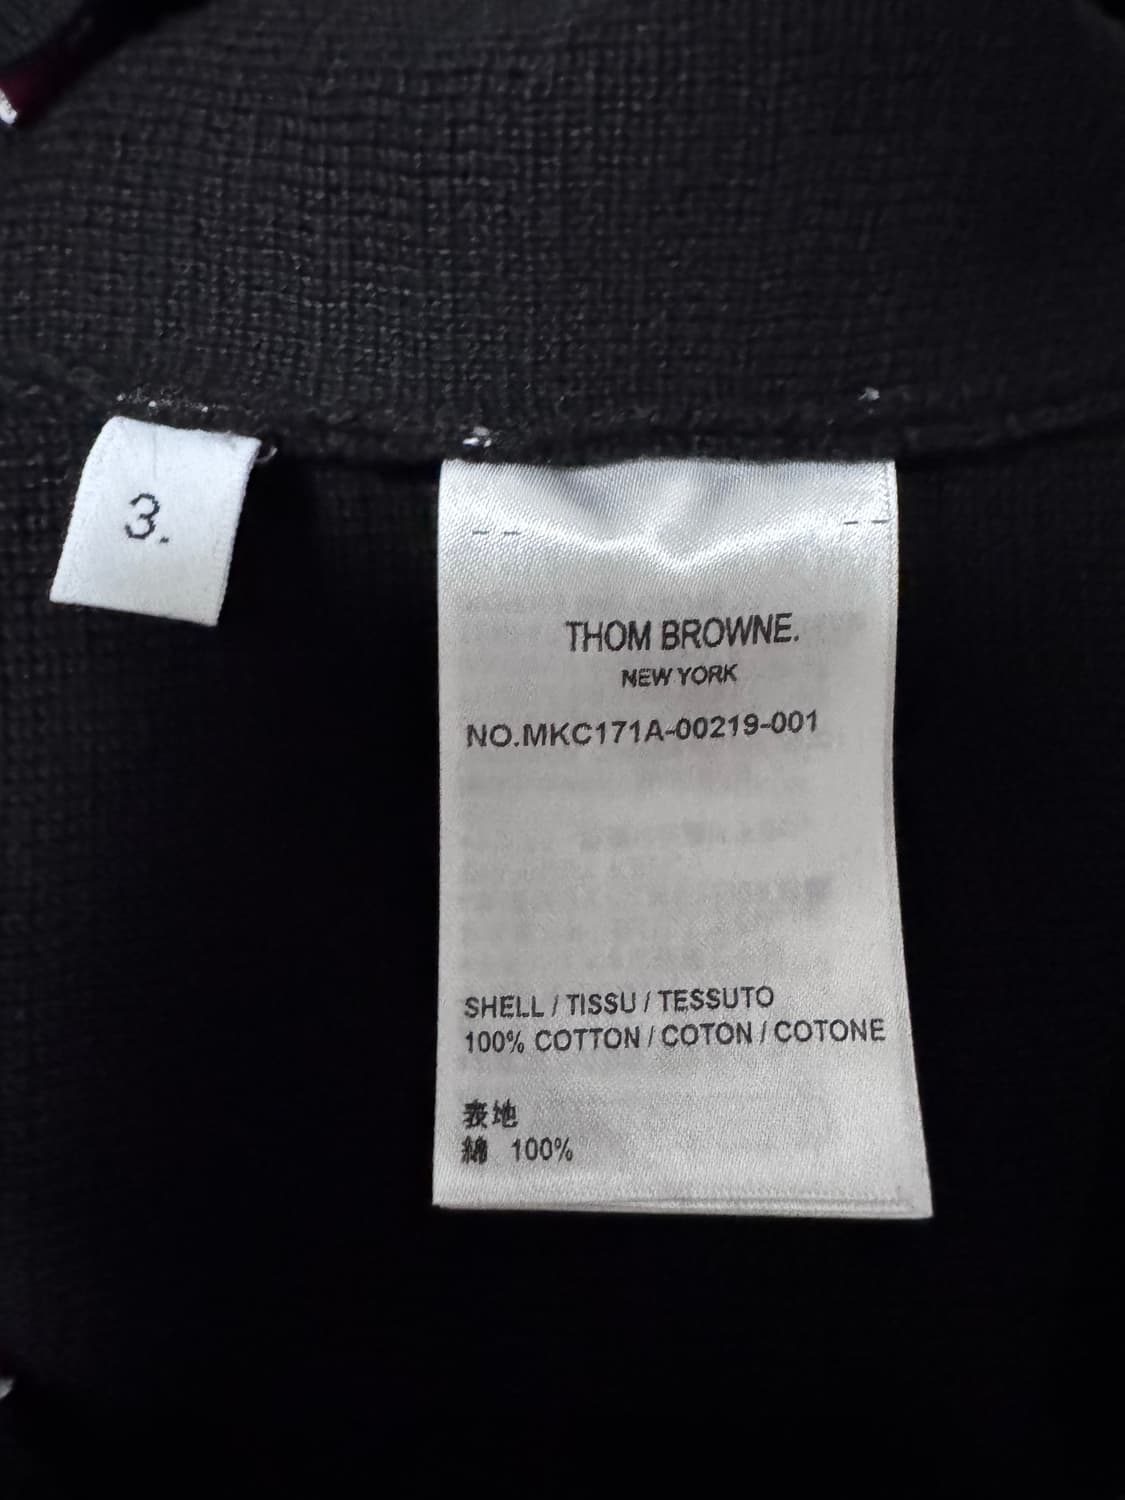 3.
THOM BROWNE.
NEW YORK
NO.MKC171A-00219-001
SHELL / TISSU / TESSUTO
100% COTTON / COTON / COTONE
表地
綿 100%